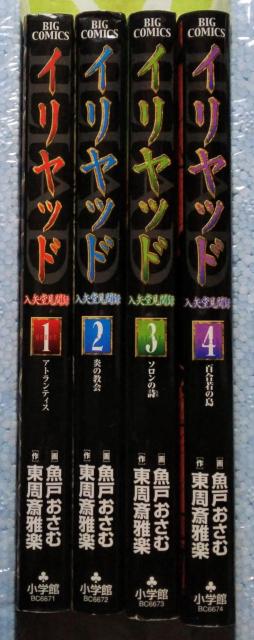 BIG
COMICS
イリヤッド
入矢堂見聞録
1
アトランティス
[画] 魚戸おさむ
[作] 東周斎雅楽
小学館
BC6671
BIG
COMICS
イリヤッド
入矢堂見聞録
2
炎の教会
[画] 魚戸おさむ
[作] 東周斎雅楽
小学館
BC6672
BIG
COMICS
イリヤッド
入矢堂見聞録
3
ソロンの詩
[画] 魚戸おさむ
[作] 東周斎雅楽
小学館
BC6673
BIG
COMICS
イリヤッド
入矢堂見聞録
4
百合若の島
[画] 魚戸おさむ
[作] 東周斎雅楽
小学館
BC6674